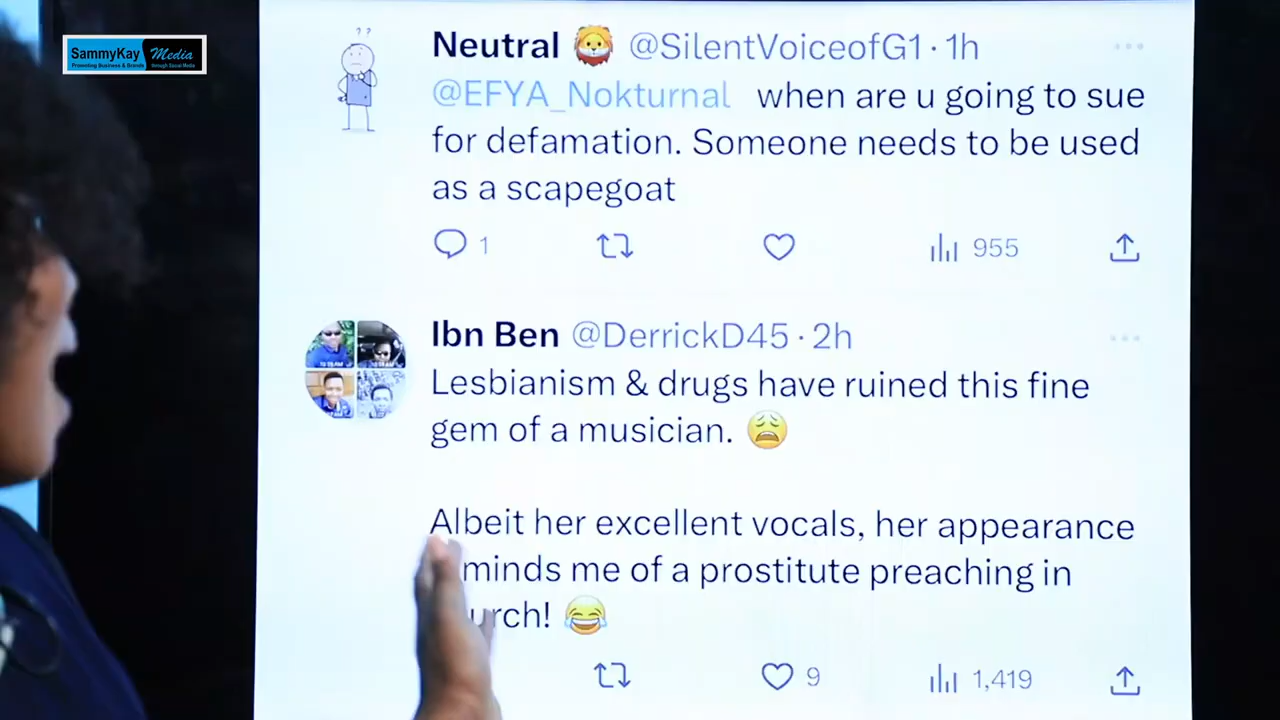 SammyKay Media
Presenting Business & Brands through Social Media
Neutral 🦁 @SilentVoiceofG1 · 1h
@EFYA_Nokturnal when are u going to sue
for defamation. Someone needs to be used
as a scapegoat
1 955
Ibn Ben @DerrickD45 · 2h
Lesbianism & drugs have ruined this fine
gem of a musician. 😩
Albeit her excellent vocals, her appearance
minds me of a prostitute preaching in
urch! 😂
9 1,419